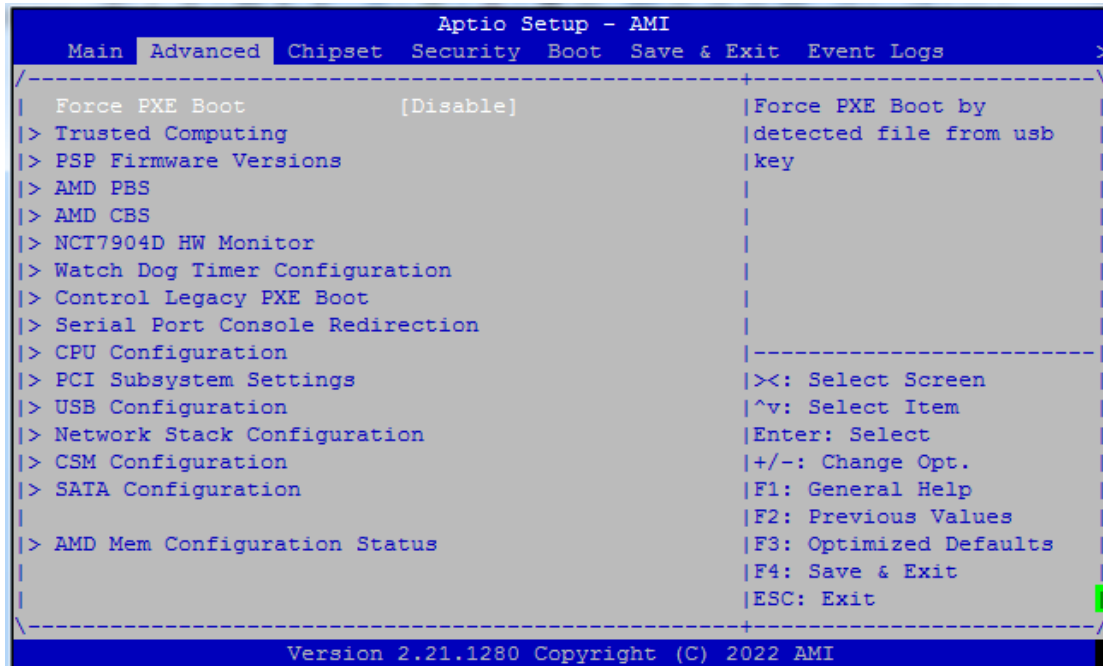 Aptio Setup - AMI
Main Advanced Chipset Security Boot Save & Exit Event Logs >
/----------------------------------------------------+-------------------------\
| Force PXE Boot [Disable] |Force PXE Boot by |
|> Trusted Computing |detected file from usb |
|> PSP Firmware Versions |key |
|> AMD PBS | |
|> AMD CBS | |
|> NCT7904D HW Monitor | |
|> Watch Dog Timer Configuration | |
|> Control Legacy PXE Boot | |
|> Serial Port Console Redirection | |
|> CPU Configuration |-------------------------|
|> PCI Subsystem Settings |><: Select Screen |
|> USB Configuration |^v: Select Item |
|> Network Stack Configuration |Enter: Select |
|> CSM Configuration |+/-: Change Opt. |
|> SATA Configuration |F1: General Help |
| |F2: Previous Values |
|> AMD Mem Configuration Status |F3: Optimized Defaults |
| |F4: Save & Exit |
| |ESC: Exit |
\----------------------------------------------------+-------------------------/
Version 2.21.1280 Copyright (C) 2022 AMI